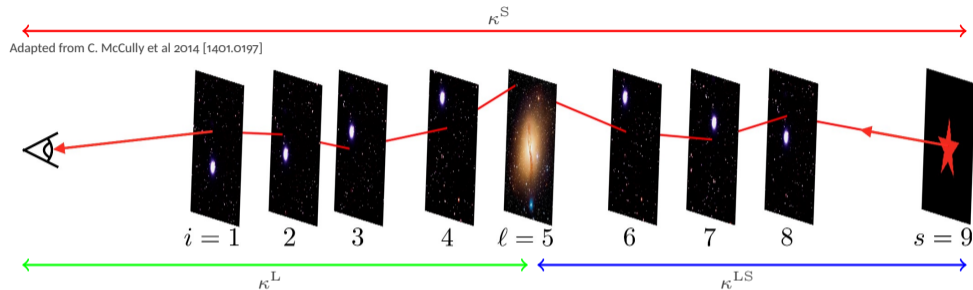 κ^S
Adapted from C. McCully et al 2014 [1401.0197]
i = 1 2 3 4 ℓ = 5 6 7 8 s = 9
κ^L κ^LS